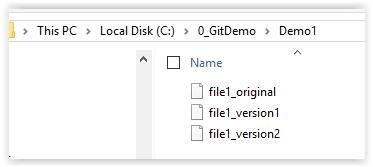 This PC > Local Disk (C:) > 0_GitDemo > Demo1
Name
file1_original
file1_version1
file1_version2